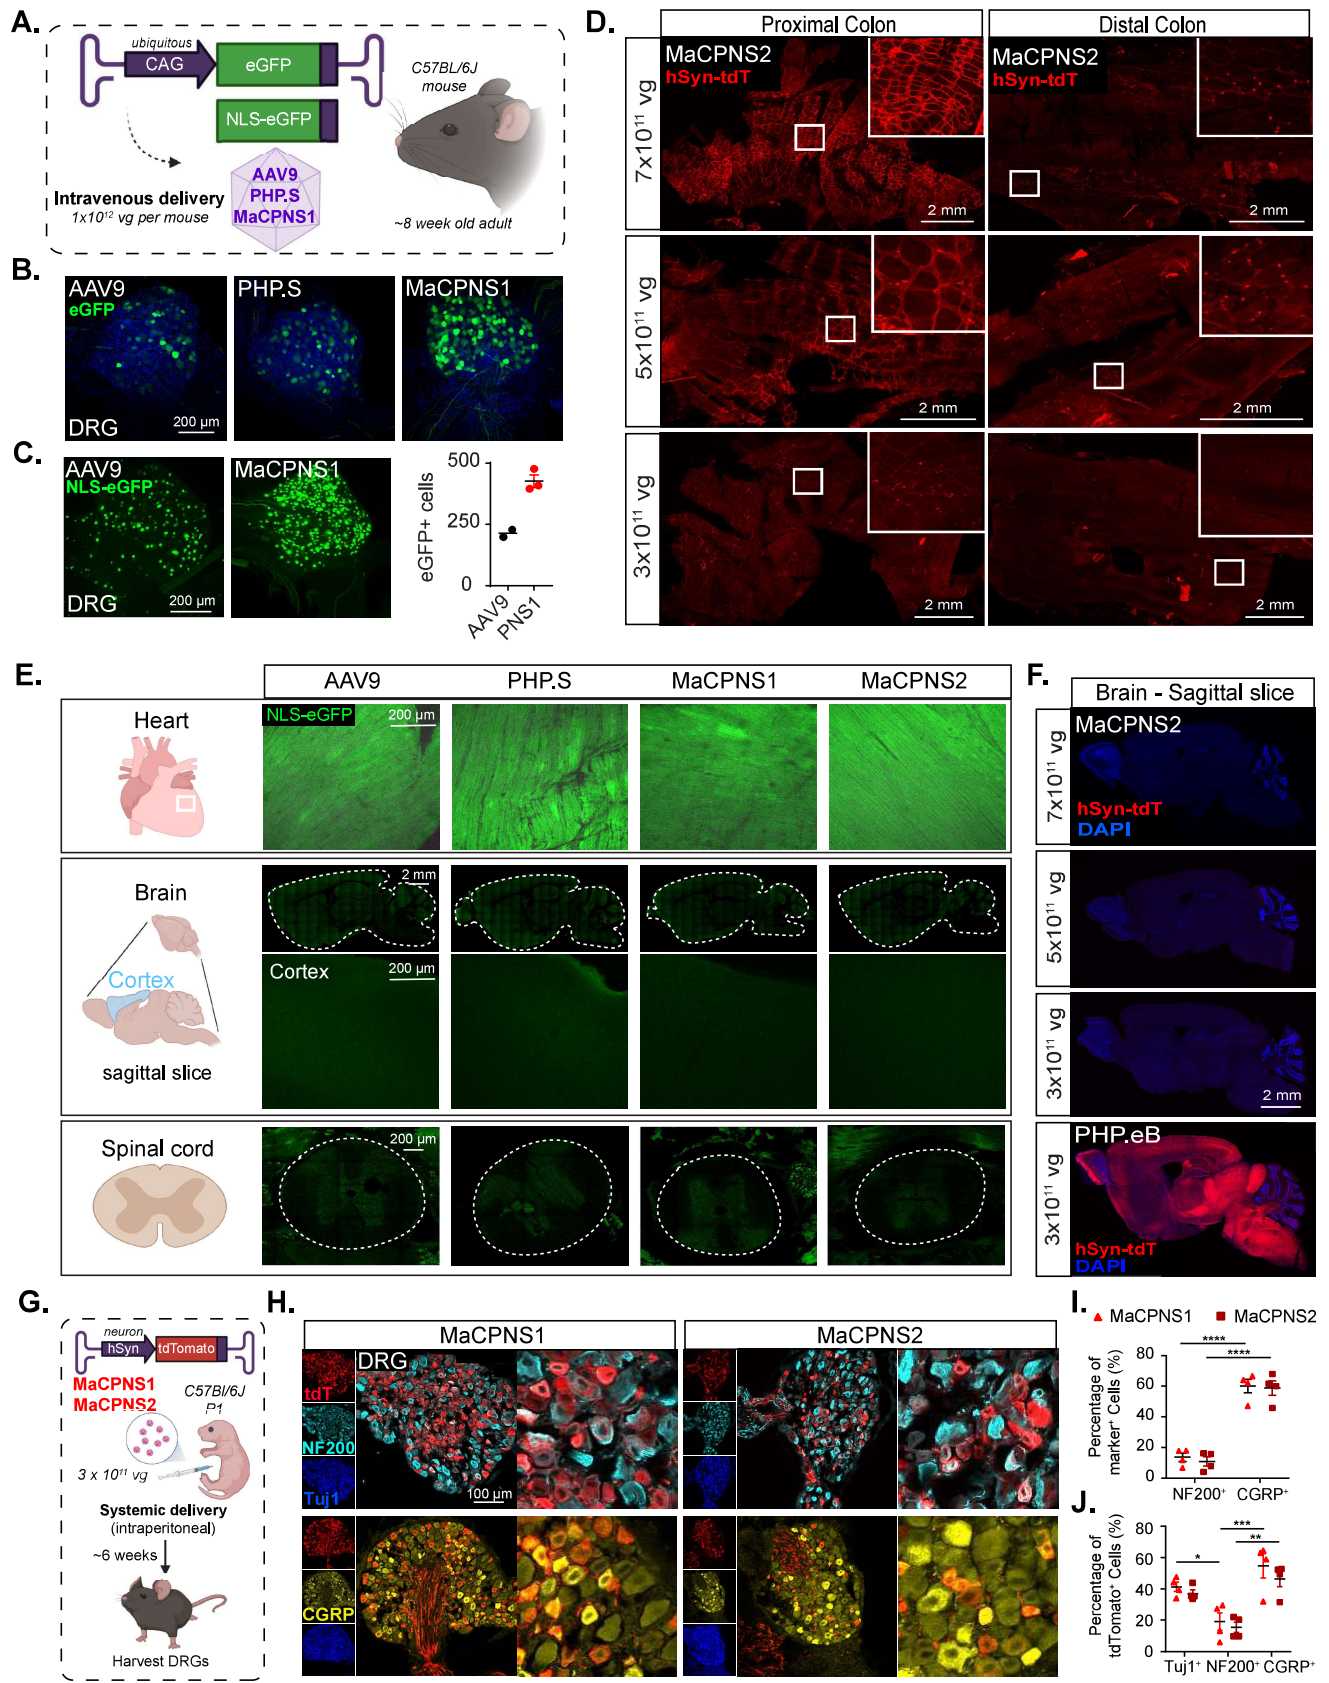 A.
ubiquitous
CAG
eGFP
NLS-eGFP
C57BL/6J
mouse
Intravenous delivery
1x10¹² vg per mouse
AAV9
PHP.S
MaCPNS1
~8 week old adult
B.
AAV9
eGFP
DRG
200 µm
PHP.S
MaCPNS1
C.
AAV9
NLS-eGFP
DRG
200 µm
MaCPNS1
eGFP+ cells
500
250
0
AAV9
PNS1
D.
Proximal Colon
Distal Colon
7x10¹¹ vg
MaCPNS2
hSyn-tdT
2 mm
MaCPNS2
hSyn-tdT
2 mm
5x10¹¹ vg
2 mm
2 mm
3x10¹¹ vg
2 mm
2 mm
E.
AAV9
PHP.S
MaCPNS1
MaCPNS2
Heart
NLS-eGFP
200 µm
Brain
Cortex
sagittal slice
2 mm
Cortex
200 µm
Spinal cord
200 µm
F.
Brain - Sagittal slice
7x10¹¹ vg
MaCPNS2
hSyn-tdT
DAPI
5x10¹¹ vg
3x10¹¹ vg
2 mm
3x10¹¹ vg
PHP.eB
hSyn-tdT
DAPI
G.
neuron
hSyn
tdTomato
MaCPNS1
MaCPNS2
C57Bl/6J
P1
3 x 10¹¹ vg
Systemic delivery
(intraperitoneal)
~6 weeks
Harvest DRGs
H.
MaCPNS1
MaCPNS2
DRG
tdT
NF200
Tuj1
100 µm
CGRP
I.
MaCPNS1
MaCPNS2
Percentage of
marker⁺ Cells (%)
80
60
40
20
0
****
****
NF200⁺
CGRP⁺
J.
Percentage of
tdTomato⁺ Cells (%)
80
60
40
20
0
*
***
**
Tuj1⁺
NF200⁺
CGRP⁺